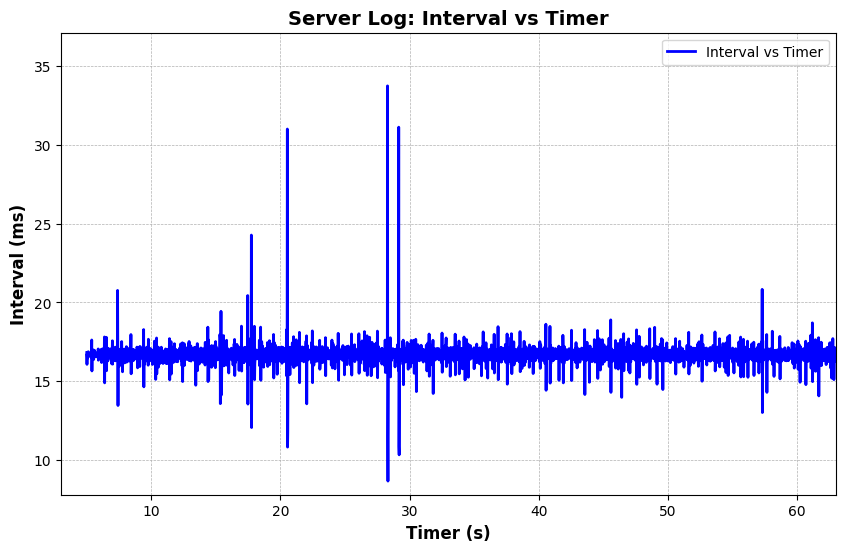 Server Log: Interval vs Timer
Interval vs Timer
Interval (ms)
35
30
25
20
15
10
10 20 30 40 50 60
Timer (s)